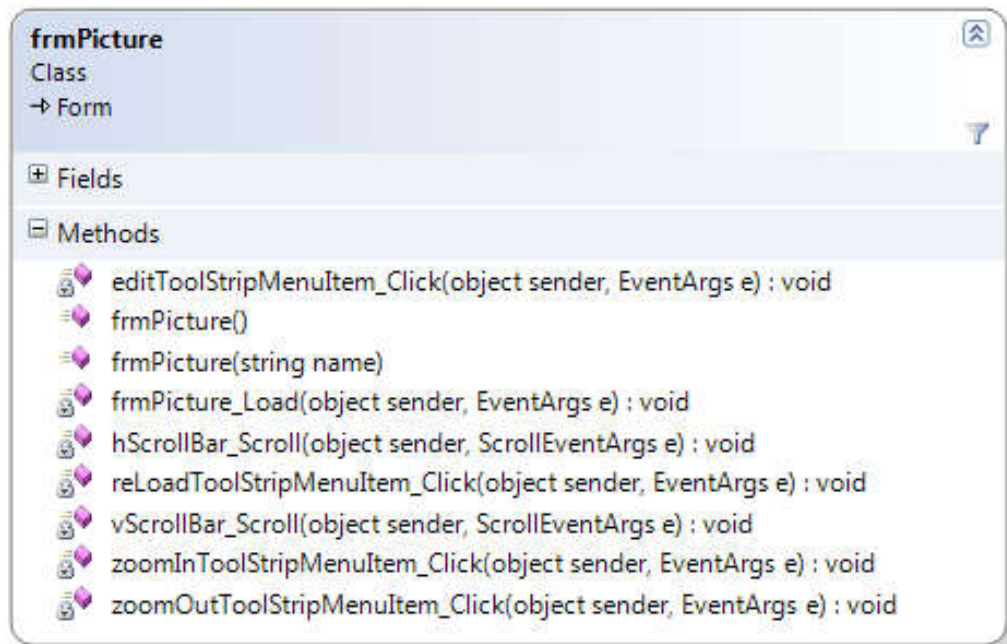 frmPicture
Class
→ Form
Fields
Methods
editToolStripMenuItem_Click(object sender, EventArgs e) : void
frmPicture()
frmPicture(string name)
frmPicture_Load(object sender, EventArgs e) : void
hScrollBar_Scroll(object sender, ScrollEventArgs e) : void
reLoadToolStripMenuItem_Click(object sender, EventArgs e) : void
vScrollBar_Scroll(object sender, ScrollEventArgs e) : void
zoomInToolStripMenuItem_Click(object sender, EventArgs e) : void
zoomOutToolStripMenuItem_Click(object sender, EventArgs e) : void